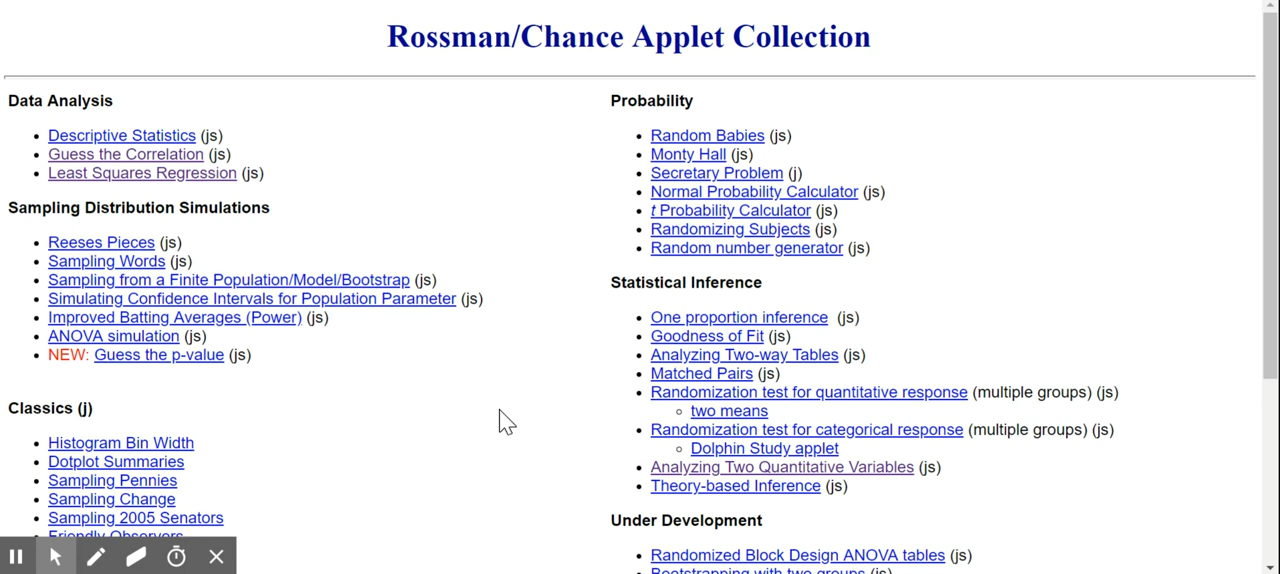 Rossman/Chance Applet Collection
Data Analysis
Descriptive Statistics (js)
Guess the Correlation (js)
Least Squares Regression (js)
Sampling Distribution Simulations
Reeses Pieces (js)
Sampling Words (js)
Sampling from a Finite Population/Model/Bootstrap (js)
Simulating Confidence Intervals for Population Parameter (js)
Improved Batting Averages (Power) (js)
ANOVA simulation (js)
NEW: Guess the p-value (js)
Classics (j)
Histogram Bin Width
Dotplot Summaries
Sampling Pennies
Sampling Change
Sampling 2005 Senators
Friendly Observers
Probability
Random Babies (js)
Monty Hall (js)
Secretary Problem (j)
Normal Probability Calculator (js)
t Probability Calculator (js)
Randomizing Subjects (js)
Random number generator (js)
Statistical Inference
One proportion inference (js)
Goodness of Fit (js)
Analyzing Two-way Tables (js)
Matched Pairs (js)
Randomization test for quantitative response (multiple groups) (js)
two means
Randomization test for categorical response (multiple groups) (js)
Dolphin Study applet
Analyzing Two Quantitative Variables (js)
Theory-based Inference (js)
Under Development
Randomized Block Design ANOVA tables (js)
Bootstrapping with two groups (js)